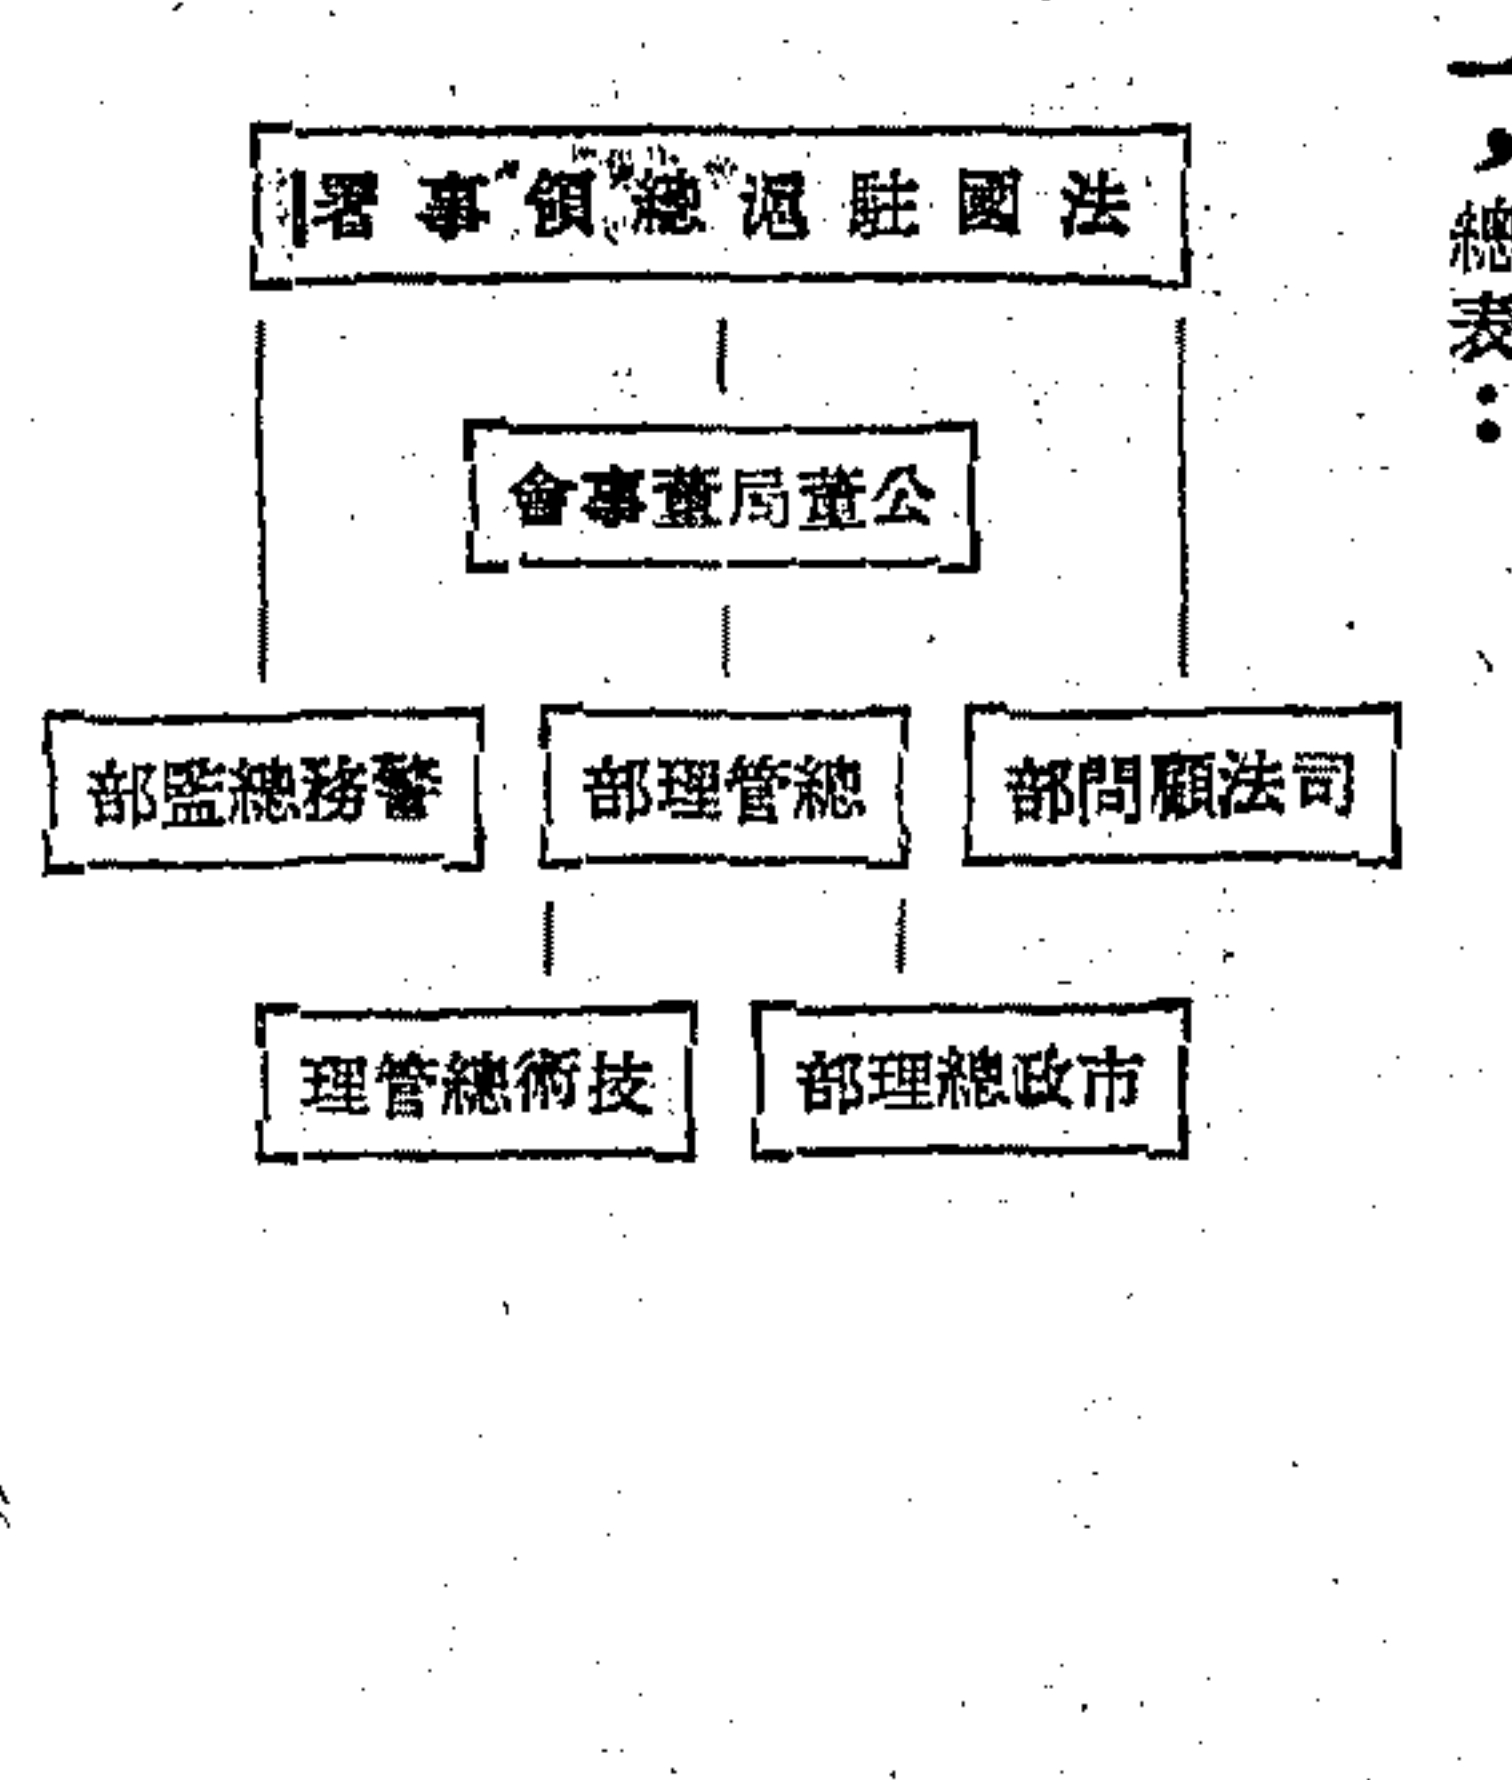 一，總表：
法國駐滬總領事署
公董局董事會
司法顧問部
總管理部
警務總監部
市政總理部
技術總管理